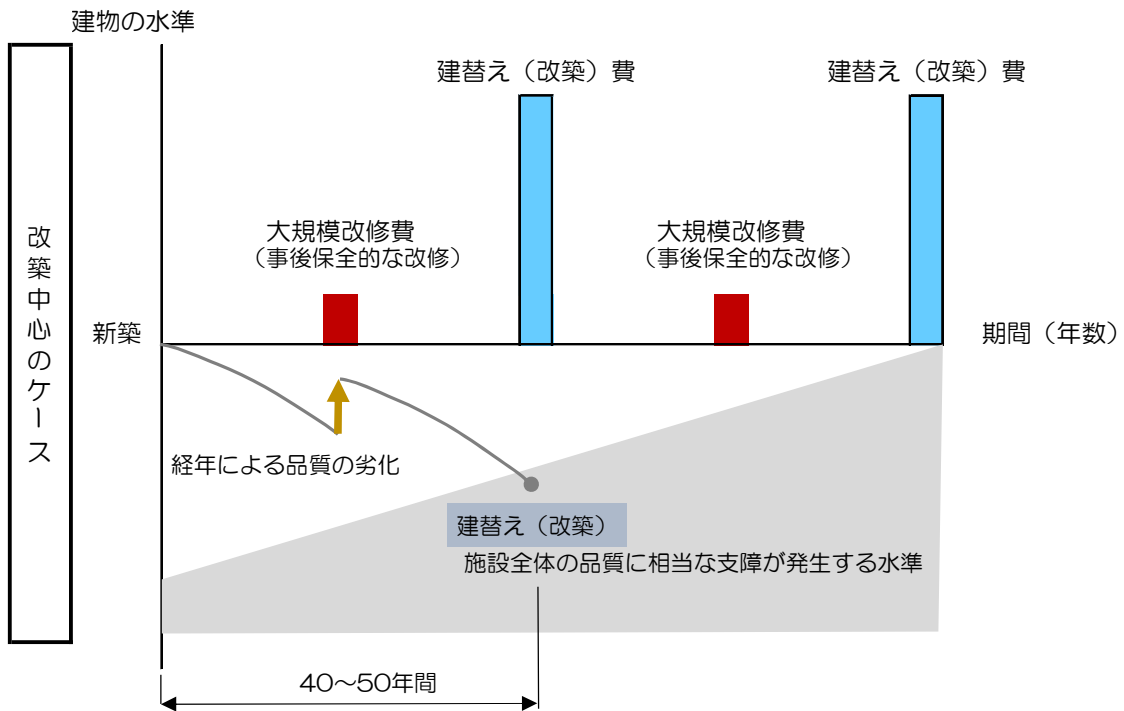 建物の水準
改築中心のケース
建替え（改築）費
建替え（改築）費
大規模改修費
（事後保全的な改修）
大規模改修費
（事後保全的な改修）
新築
期間（年数）
経年による品質の劣化
建替え（改築）
施設全体の品質に相当な支障が発生する水準
40～50年間